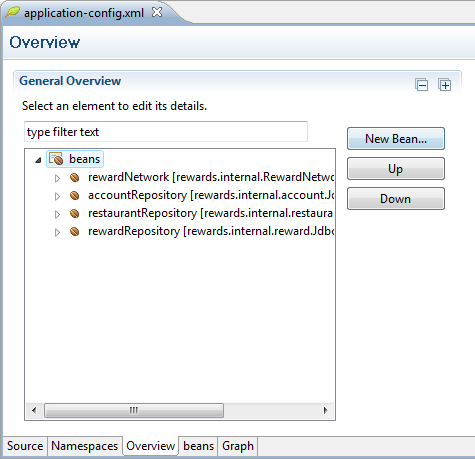 application-config.xml
Overview
General Overview
Select an element to edit its details.
type filter text
New Bean...
beans
rewardNetwork [rewards.internal.RewardNetwo
Up
accountRepository [rewards.internal.account.Jd
Down
restaurantRepository [rewards.internal.restaura
rewardRepository [rewards.internal.reward.Jdbc
Source Namespaces Overview beans Graph